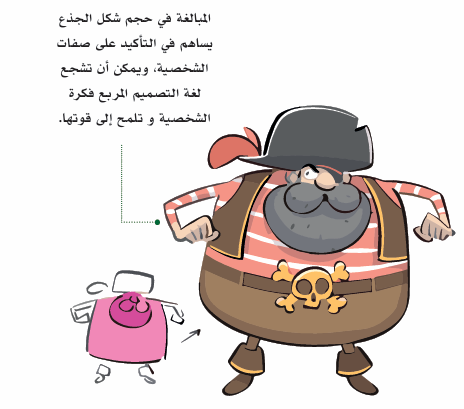 المبالغة في حجم شكل الجذع
يساهم في التأكيد على صفات
الشخصية، ويمكن أن تشجع
لغة التصميم المربع فكرة
الشخصية و تلمح إلى قوتها.